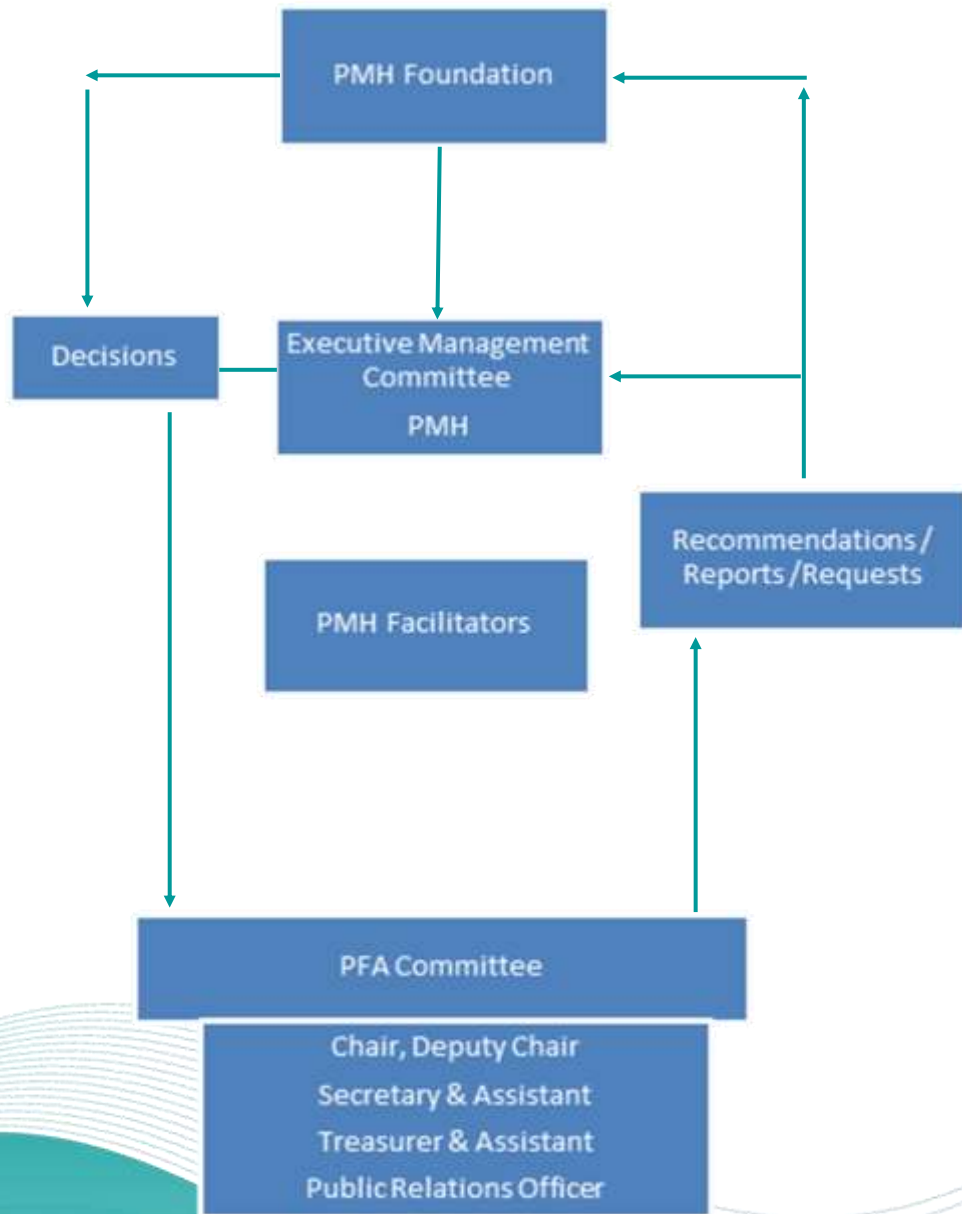 PMH Foundation
Decisions
Executive Management
Committee
PMH
Recommendations /
Reports /Requests
PMH Facilitators
PFA Committee
Chair, Deputy Chair
Secretary & Assistant
Treasurer & Assistant
Public Relations Officer